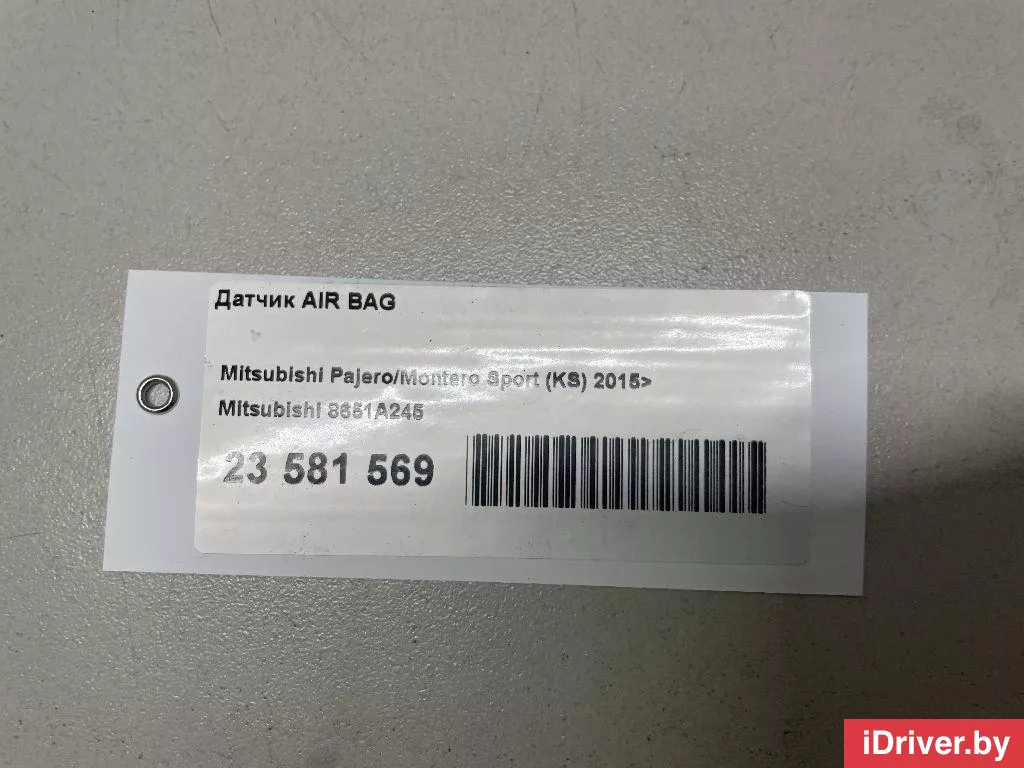 Датчик AIR BAG
Mitsubishi Pajero/Montero Sport (KS) 2015>
Mitsubishi 8651A245
23 581 569
iDriver.by